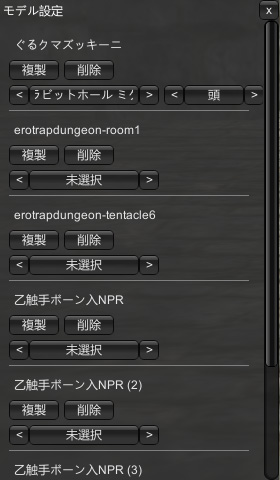 モデル設定 x
ぐるクマズッキーニ
複製 削除
< ラビットホール ミク > < 頭 >
erotrapdungeon-room1
複製 削除
< 未選択 >
erotrapdungeon-tentacle6
複製 削除
< 未選択 >
乙触手ボーン入NPR
複製 削除
< 未選択 >
乙触手ボーン入NPR (2)
複製 削除
< 未選択 >
乙触手ボーン入NPR (3)